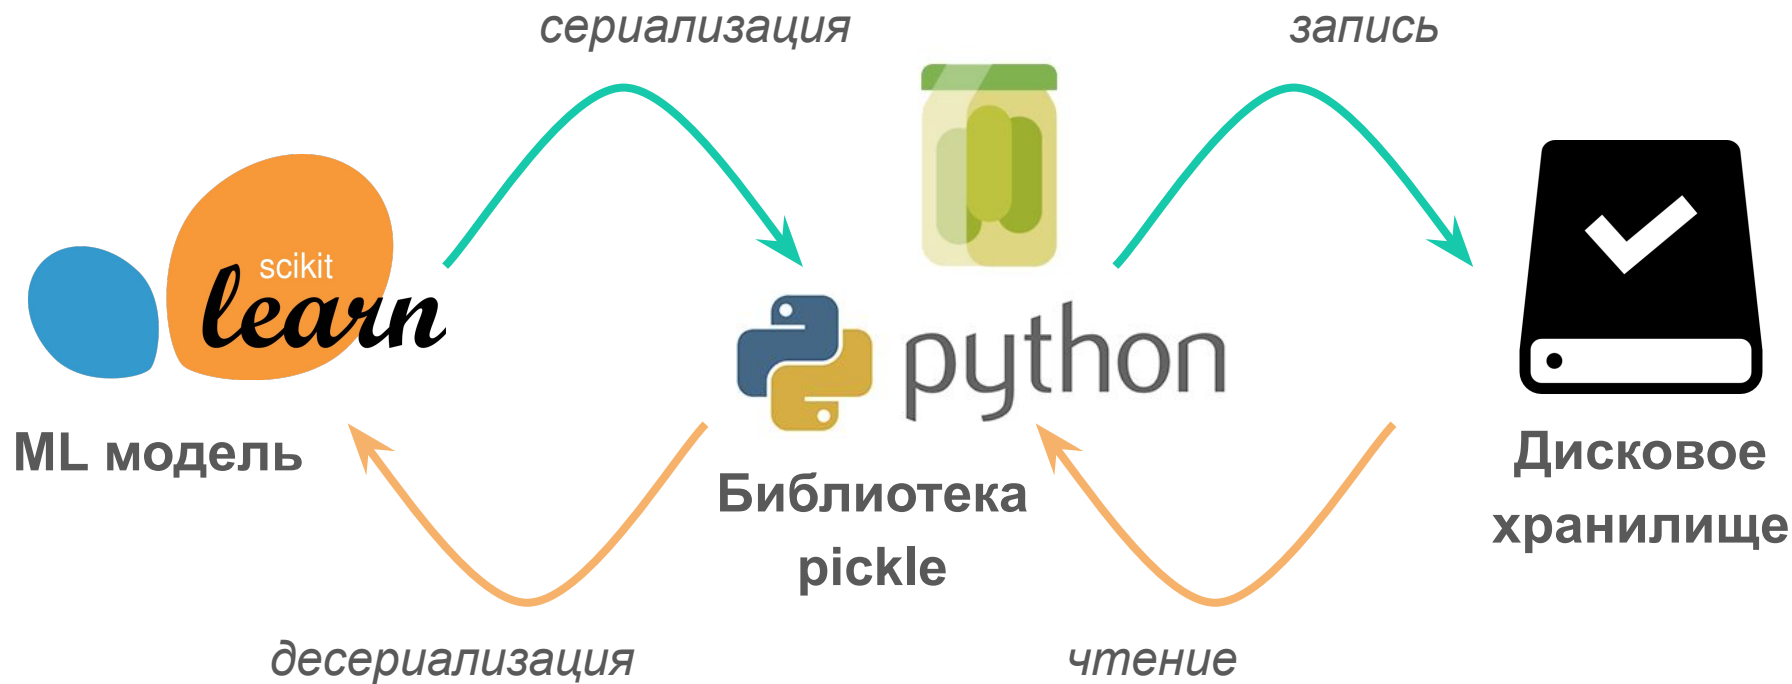 сериализация
запись
scikit
learn
python
ML модель
Библиотека
pickle
Дисковое
хранилище
десериализация
чтение